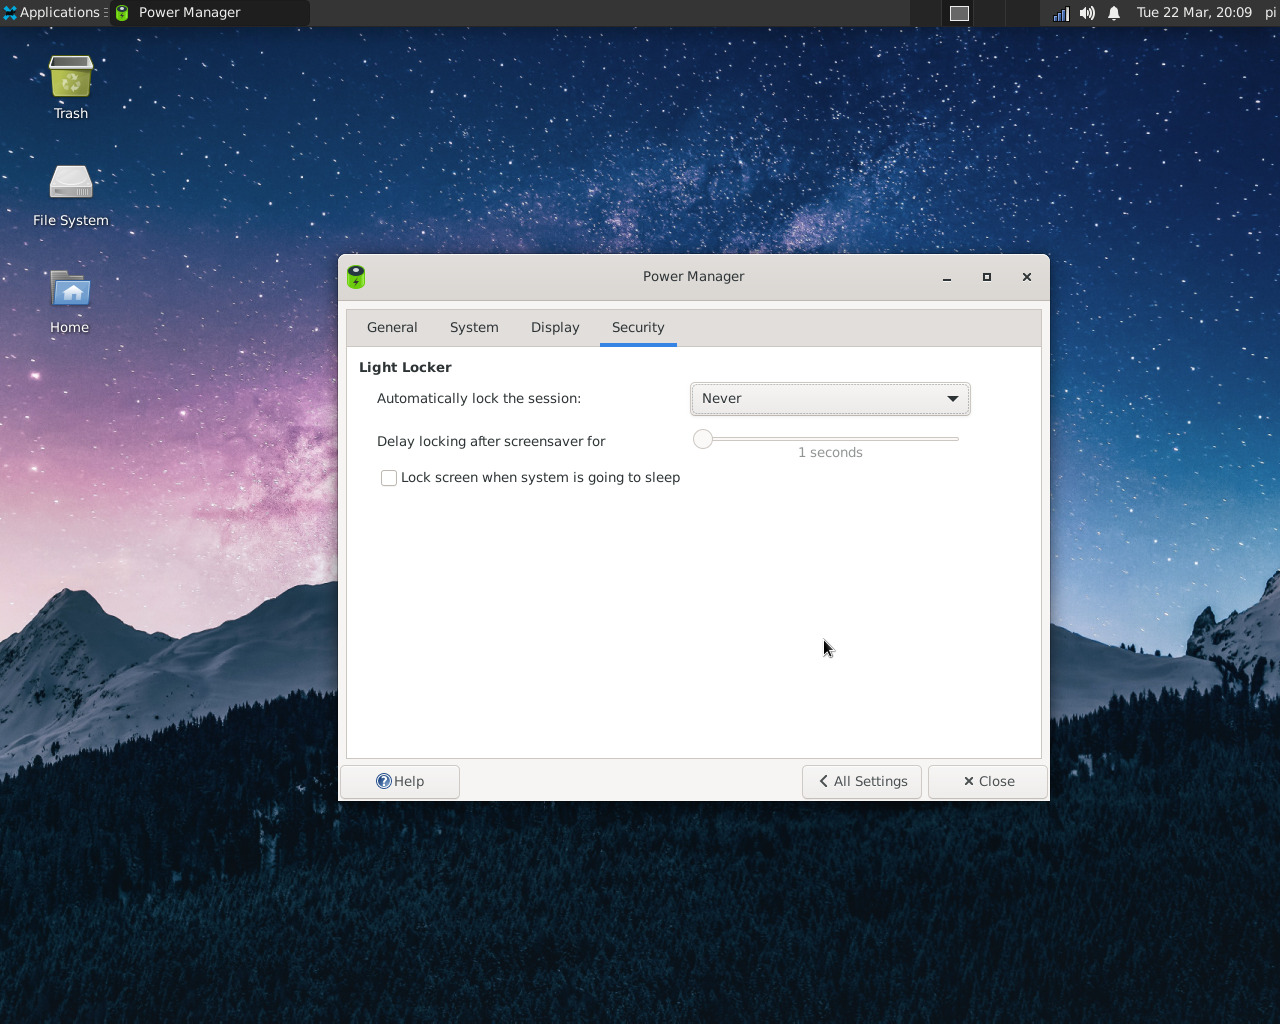 Applications
Power Manager
Tue 22 Mar, 20:09
pi
Trash
File System
Home
Power Manager
General
System
Display
Security
Light Locker
Automatically lock the session:
Never
Delay locking after screensaver for
1 seconds
Lock screen when system is going to sleep
Help
All Settings
Close